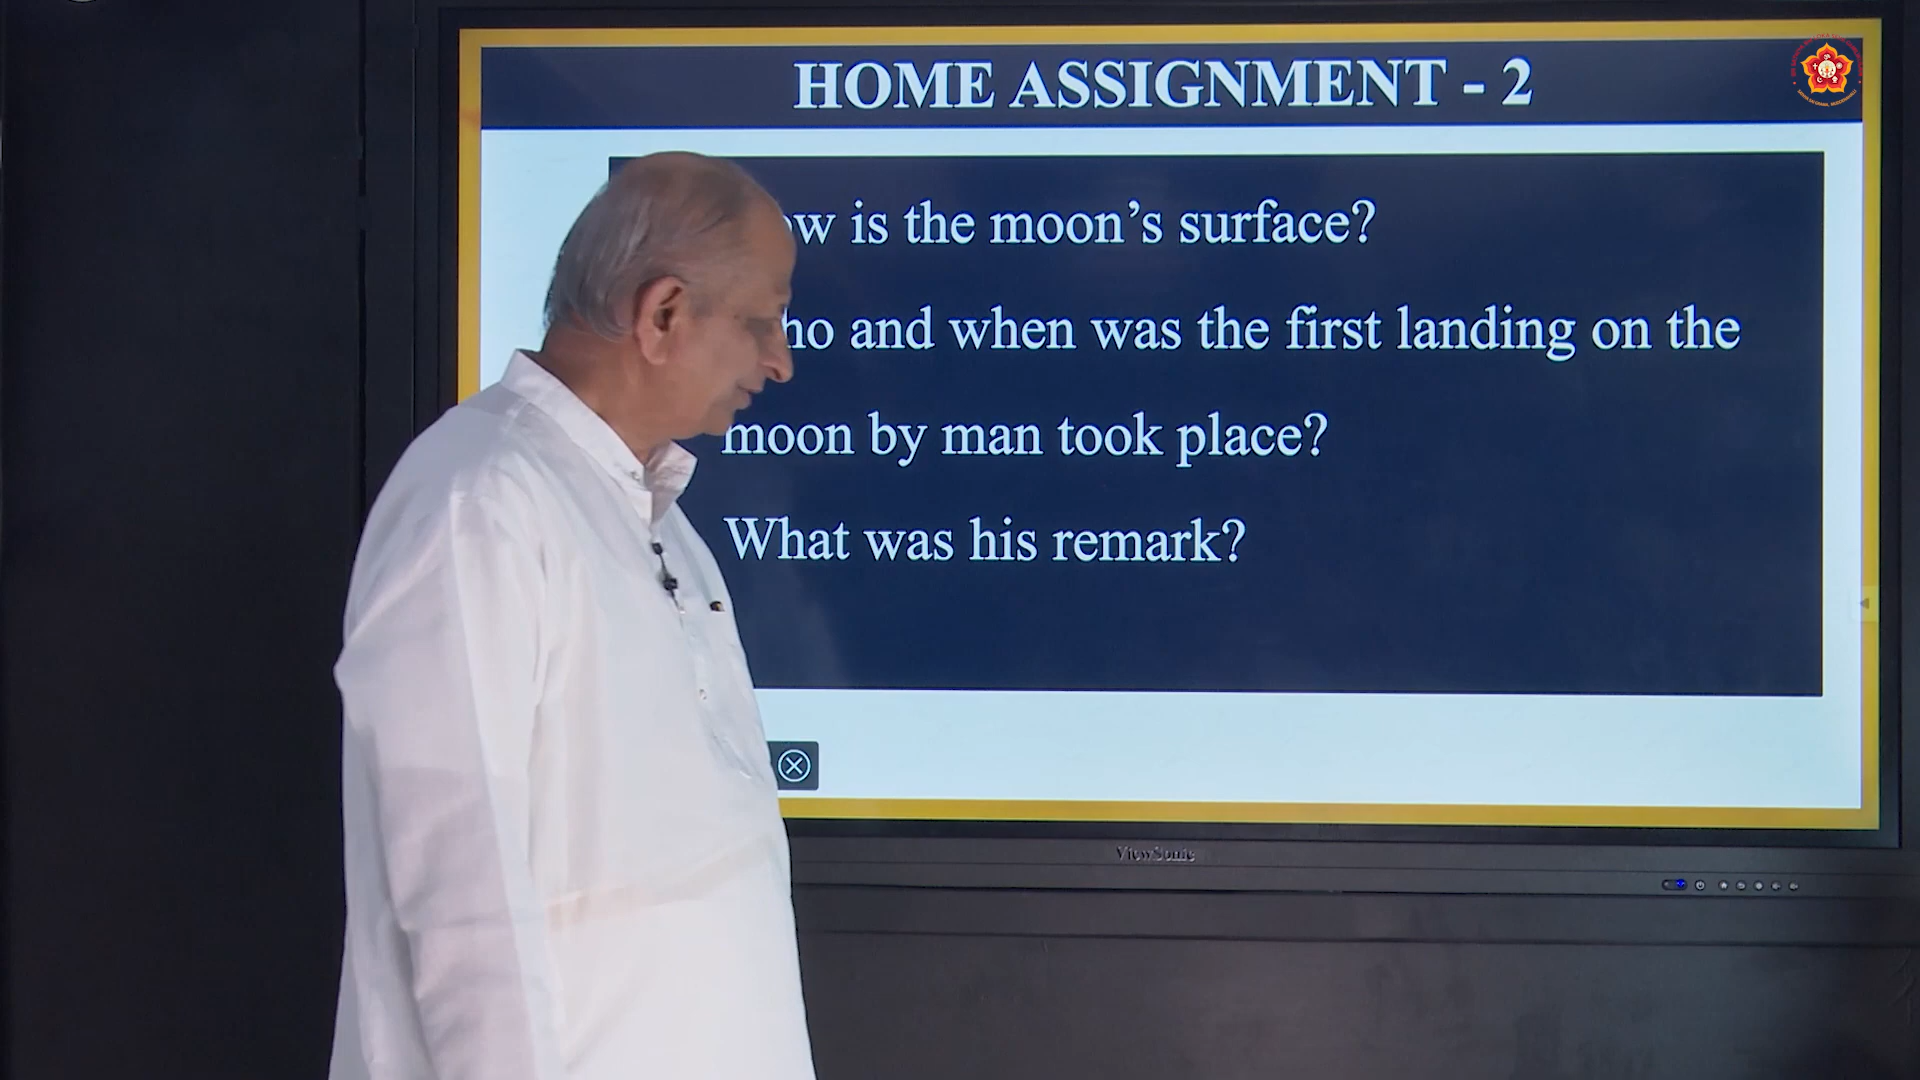 HOME ASSIGNMENT - 2
is the moon's surface?
and when was the first landing on the
moon by man took place?
What was his remark?
ViewSonic